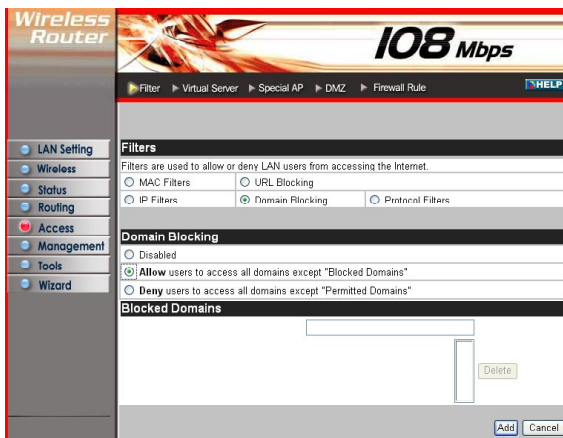 Wireless
Router
108 Mbps
Filter Virtual Server Special AP DMZ Firewall Rule HELP
LAN Setting
Wireless
Status
Routing
Access
Management
Tools
Wizard
Filters
Filters are used to allow or deny LAN users from accessing the Internet.
MAC Filters URL Blocking
IP Filters Domain Blocking Protocol Filters
Domain Blocking
Disabled
Allow users to access all domains except "Blocked Domains"
Deny users to access all domains except "Permitted Domains"
Blocked Domains
Delete
Add Cancel